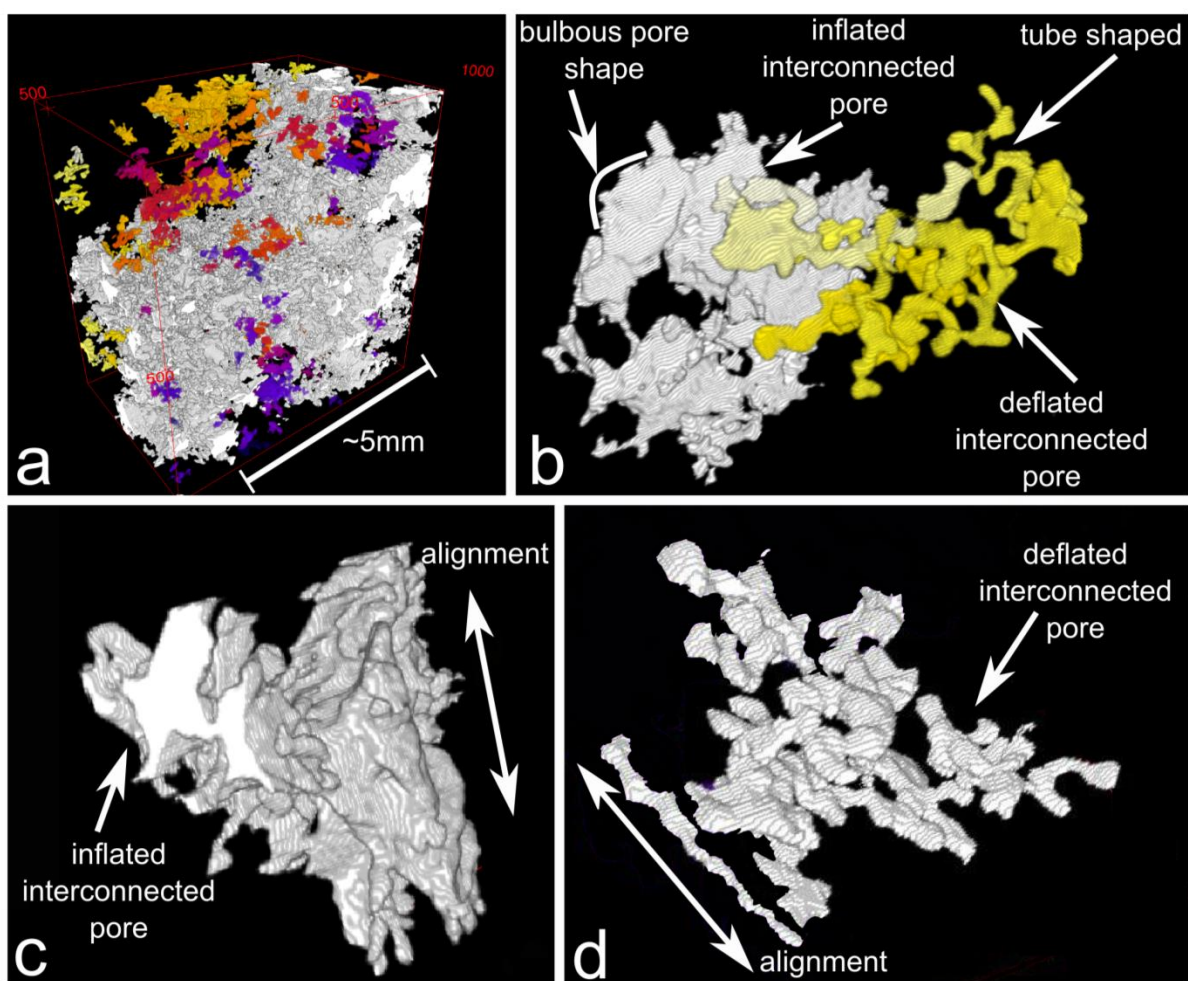 500
1000
500
500
~5mm
a
bulbous pore
shape
inflated
interconnected
pore
tube shaped
deflated
interconnected
pore
b
alignment
inflated
interconnected
pore
c
deflated
interconnected
pore
alignment
d